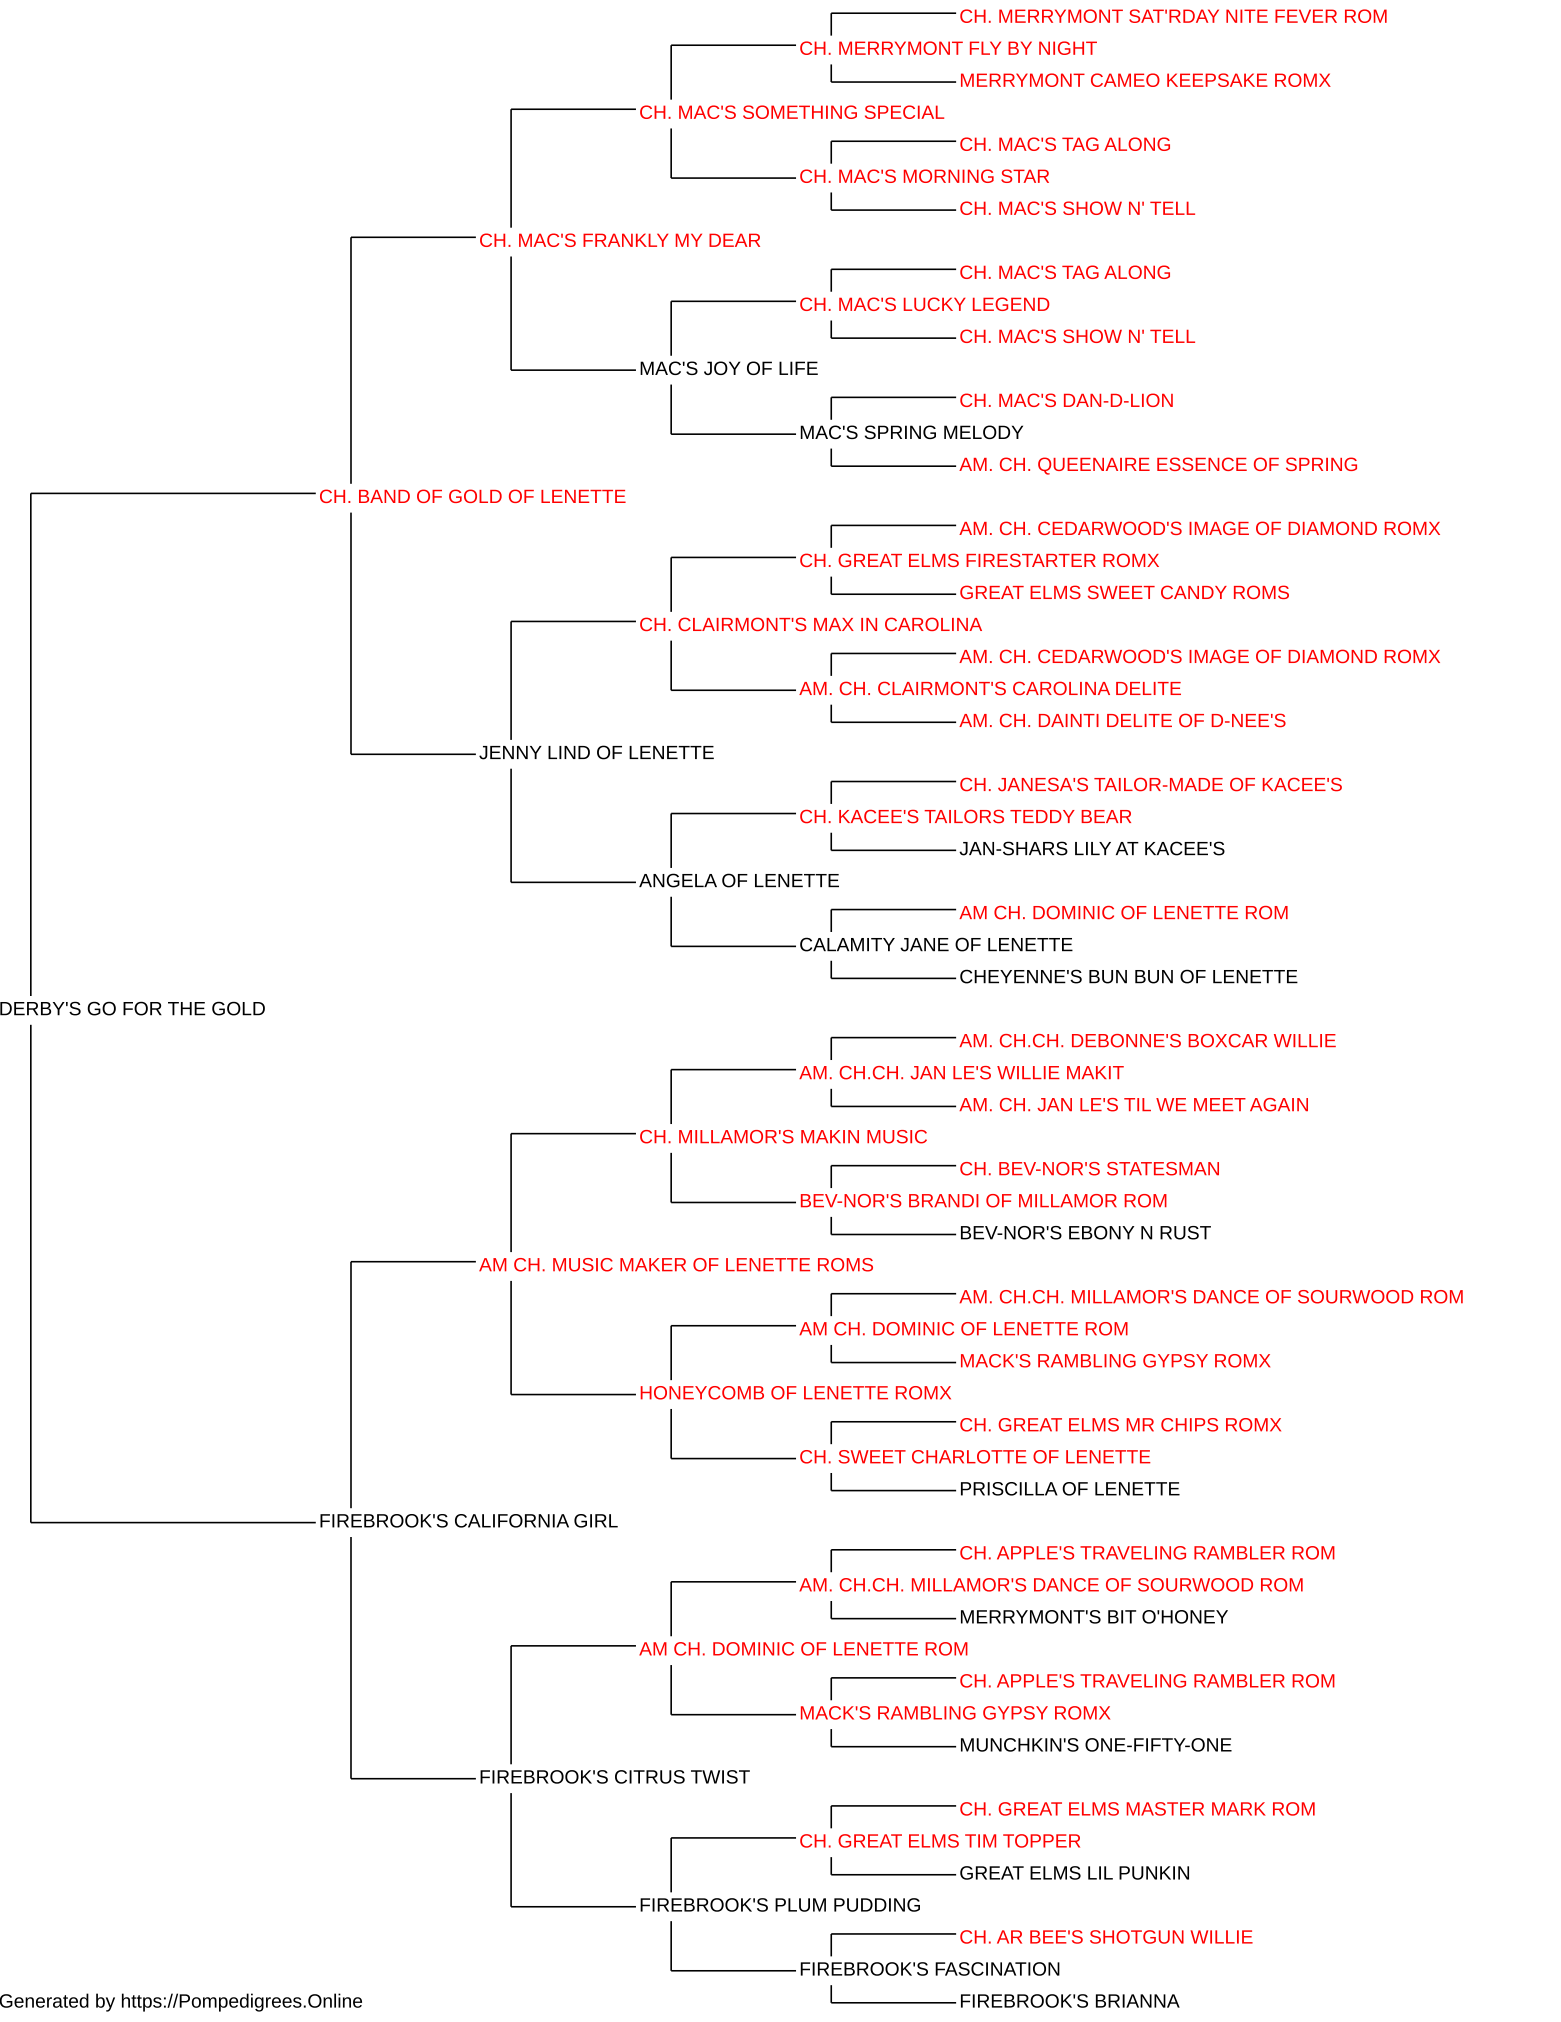 CH. MERRYMONT SAT'RDAY NITE FEVER ROM
CH. MERRYMONT FLY BY NIGHT
MERRYMONT CAMEO KEEPSAKE ROMX
CH. MAC'S SOMETHING SPECIAL
CH. MAC'S TAG ALONG
CH. MAC'S MORNING STAR
CH. MAC'S SHOW N' TELL
CH. MAC'S FRANKLY MY DEAR
CH. MAC'S TAG ALONG
CH. MAC'S LUCKY LEGEND
CH. MAC'S SHOW N' TELL
MAC'S JOY OF LIFE
CH. MAC'S DAN-D-LION
MAC'S SPRING MELODY
AM. CH. QUEENAIRE ESSENCE OF SPRING
CH. BAND OF GOLD OF LENETTE
AM. CH. CEDARWOOD'S IMAGE OF DIAMOND ROMX
CH. GREAT ELMS FIRESTARTER ROMX
GREAT ELMS SWEET CANDY ROMS
CH. CLAIRMONT'S MAX IN CAROLINA
AM. CH. CEDARWOOD'S IMAGE OF DIAMOND ROMX
AM. CH. CLAIRMONT'S CAROLINA DELITE
AM. CH. DAINTI DELITE OF D-NEE'S
JENNY LIND OF LENETTE
CH. JANESA'S TAILOR-MADE OF KACEE'S
CH. KACEE'S TAILORS TEDDY BEAR
JAN-SHARS LILY AT KACEE'S
ANGELA OF LENETTE
AM CH. DOMINIC OF LENETTE ROM
CALAMITY JANE OF LENETTE
CHEYENNE'S BUN BUN OF LENETTE
DERBY'S GO FOR THE GOLD
AM. CH.CH. DEBONNE'S BOXCAR WILLIE
AM. CH.CH. JAN LE'S WILLIE MAKIT
AM. CH. JAN LE'S TIL WE MEET AGAIN
CH. MILLAMOR'S MAKIN MUSIC
CH. BEV-NOR'S STATESMAN
BEV-NOR'S BRANDI OF MILLAMOR ROM
BEV-NOR'S EBONY N RUST
AM CH. MUSIC MAKER OF LENETTE ROMS
AM. CH.CH. MILLAMOR'S DANCE OF SOURWOOD ROM
AM CH. DOMINIC OF LENETTE ROM
MACK'S RAMBLING GYPSY ROMX
HONEYCOMB OF LENETTE ROMX
CH. GREAT ELMS MR CHIPS ROMX
CH. SWEET CHARLOTTE OF LENETTE
PRISCILLA OF LENETTE
FIREBROOK'S CALIFORNIA GIRL
CH. APPLE'S TRAVELING RAMBLER ROM
AM. CH.CH. MILLAMOR'S DANCE OF SOURWOOD ROM
MERRYMONT'S BIT O'HONEY
AM CH. DOMINIC OF LENETTE ROM
CH. APPLE'S TRAVELING RAMBLER ROM
MACK'S RAMBLING GYPSY ROMX
MUNCHKIN'S ONE-FIFTY-ONE
FIREBROOK'S CITRUS TWIST
CH. GREAT ELMS MASTER MARK ROM
CH. GREAT ELMS TIM TOPPER
GREAT ELMS LIL PUNKIN
FIREBROOK'S PLUM PUDDING
CH. AR BEE'S SHOTGUN WILLIE
FIREBROOK'S FASCINATION
FIREBROOK'S BRIANNA
Generated by https://Pompedigrees.Online